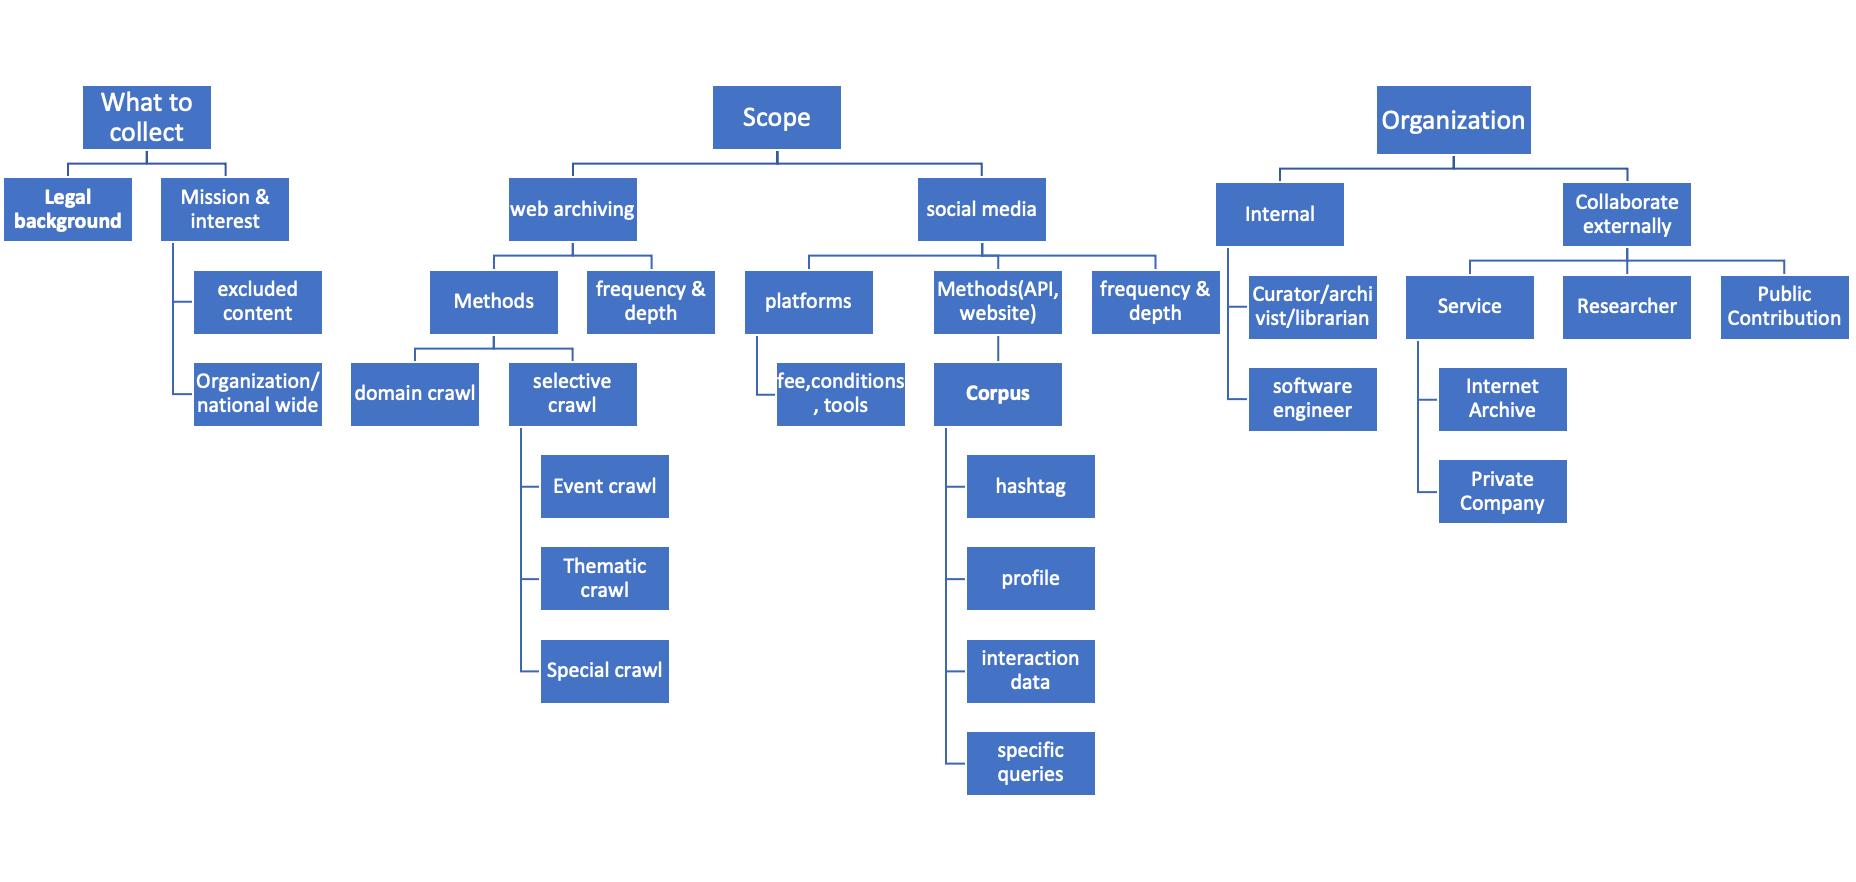 What to
collect
Legal
background
Mission &
interest
excluded
content
Organization/
national wide
Scope
web archiving
Methods
domain crawl
selective
crawl
Event crawl
Thematic
crawl
Special crawl
frequency &
depth
social media
platforms
fee,conditions
, tools
Methods(API,
website)
Corpus
hashtag
profile
interaction
data
specific
queries
frequency &
depth
Organization
Internal
Curator/archi
vist/librarian
software
engineer
Collaborate
externally
Service
Internet
Archive
Private
Company
Researcher
Public
Contribution